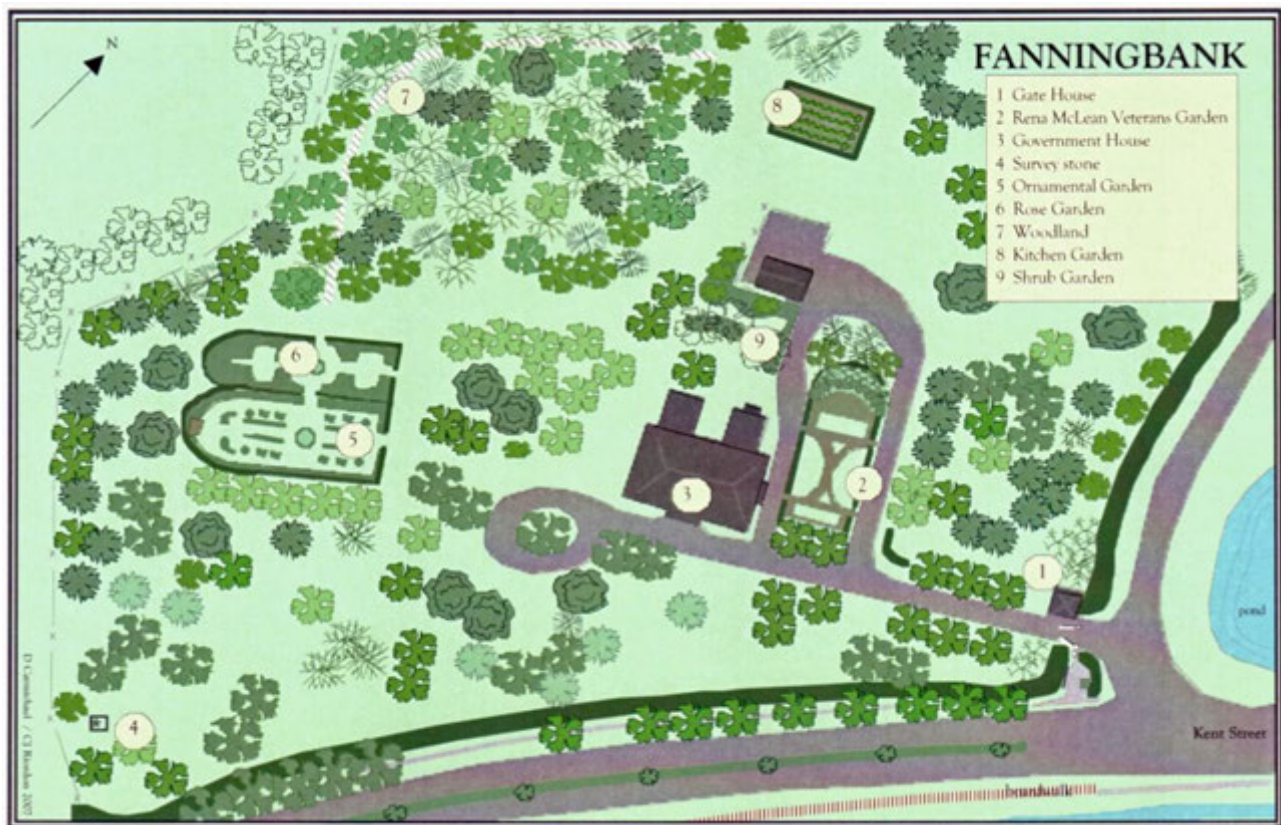 N
FANNINGBANK
1 Gate House
2 Rena McLean Veterans Garden
3 Government House
4 Survey stone
5 Ornamental Garden
6 Rose Garden
7 Woodland
8 Kitchen Garden
9 Shrub Garden
7
8
6
9
5
3
2
1
4
pond
Kent Street
boardwalk
2007